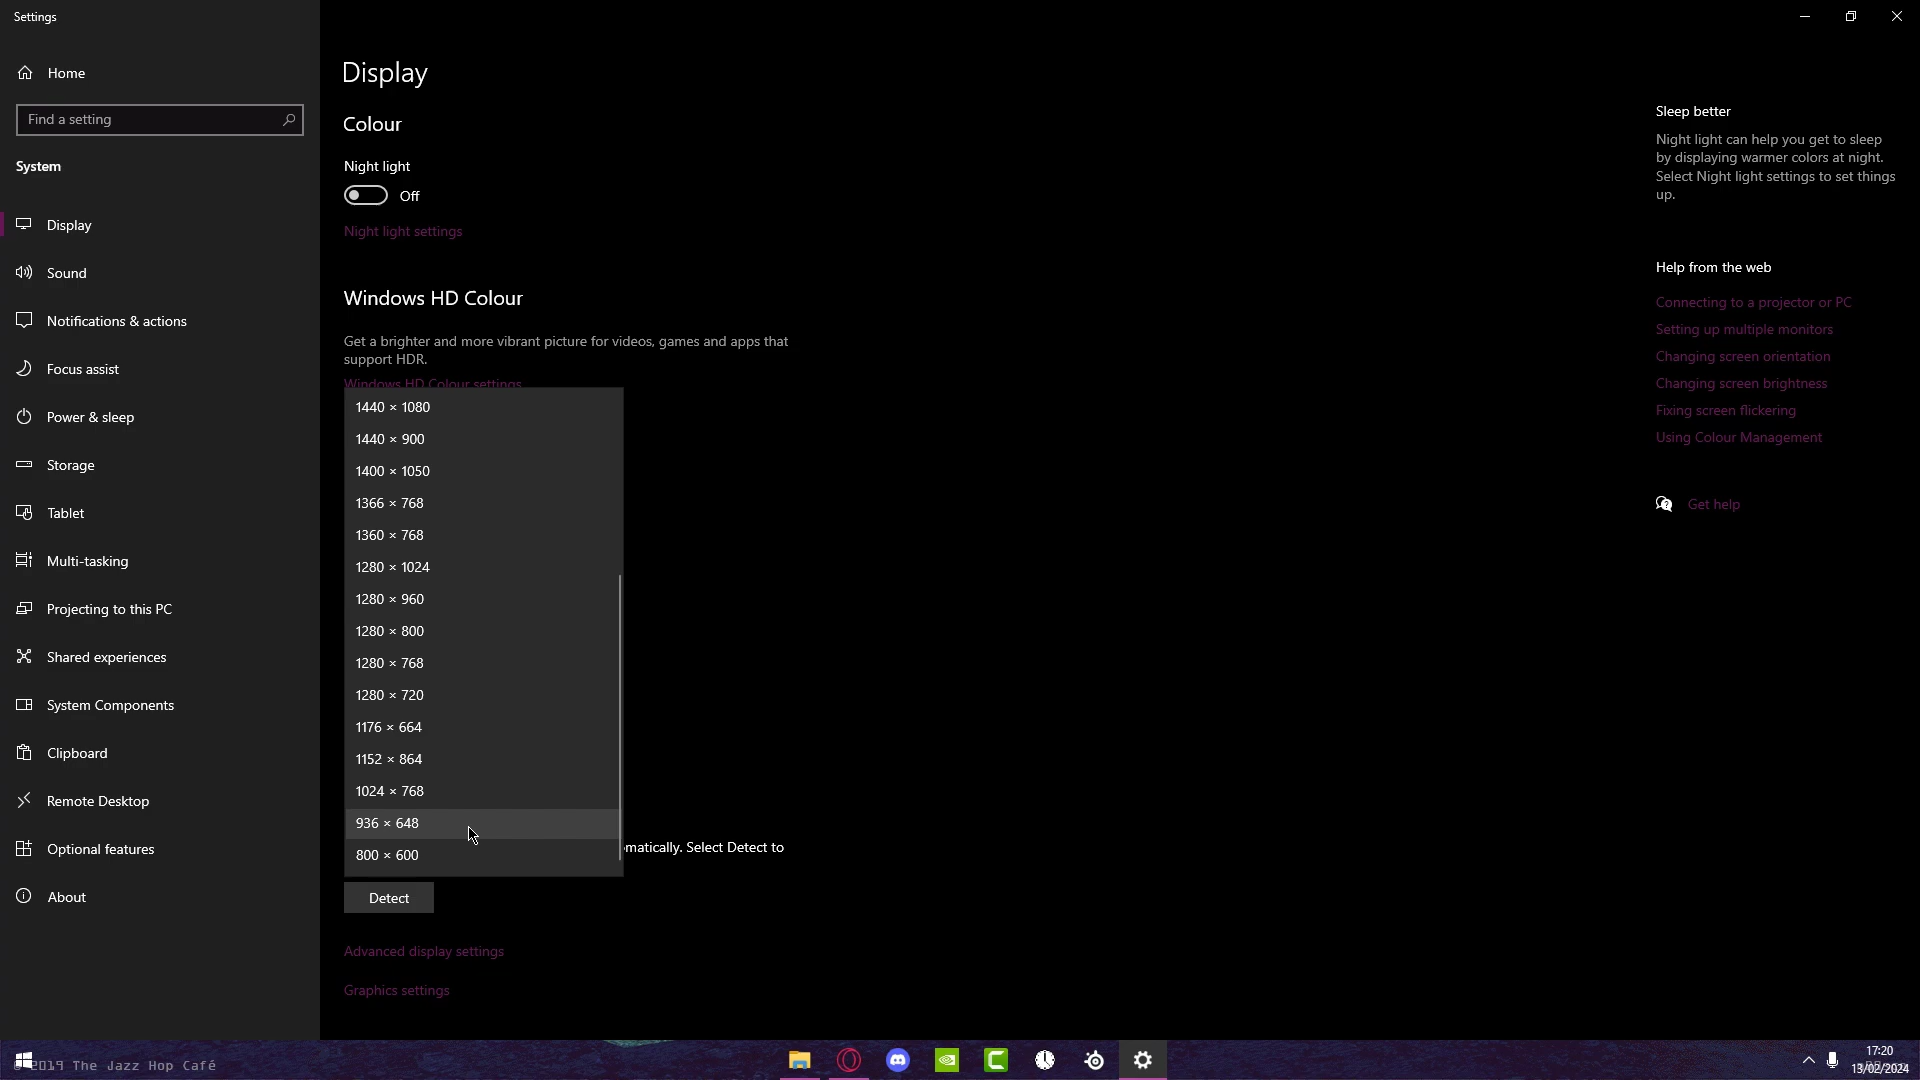 Settings
Home
Find a setting
System
Display
Sound
Notifications & actions
Focus assist
Power & sleep
Storage
Tablet
Multi-tasking
Projecting to this PC
Shared experiences
System Components
Clipboard
Remote Desktop
Optional features
About
Display
Colour
Night light
Off
Night light settings
Windows HD Colour
Get a brighter and more vibrant picture for videos, games and apps that
support HDR.
Windows HD Colour settings
1440 × 1080
1440 × 900
1400 × 1050
1366 × 768
1360 × 768
1280 × 1024
1280 × 960
1280 × 800
1280 × 768
1280 × 720
1176 × 664
1152 × 864
1024 × 768
936 × 648
800 × 600
matically. Select Detect to
Detect
Advanced display settings
Graphics settings
Sleep better
Night light can help you get to sleep
by displaying warmer colors at night.
Select Night light settings to set things
up.
Help from the web
Connecting to a projector or PC
Setting up multiple monitors
Changing screen orientation
Changing screen brightness
Fixing screen flickering
Using Colour Management
Get help
2019 The Jazz Hop Café
17:20
13/02/2024